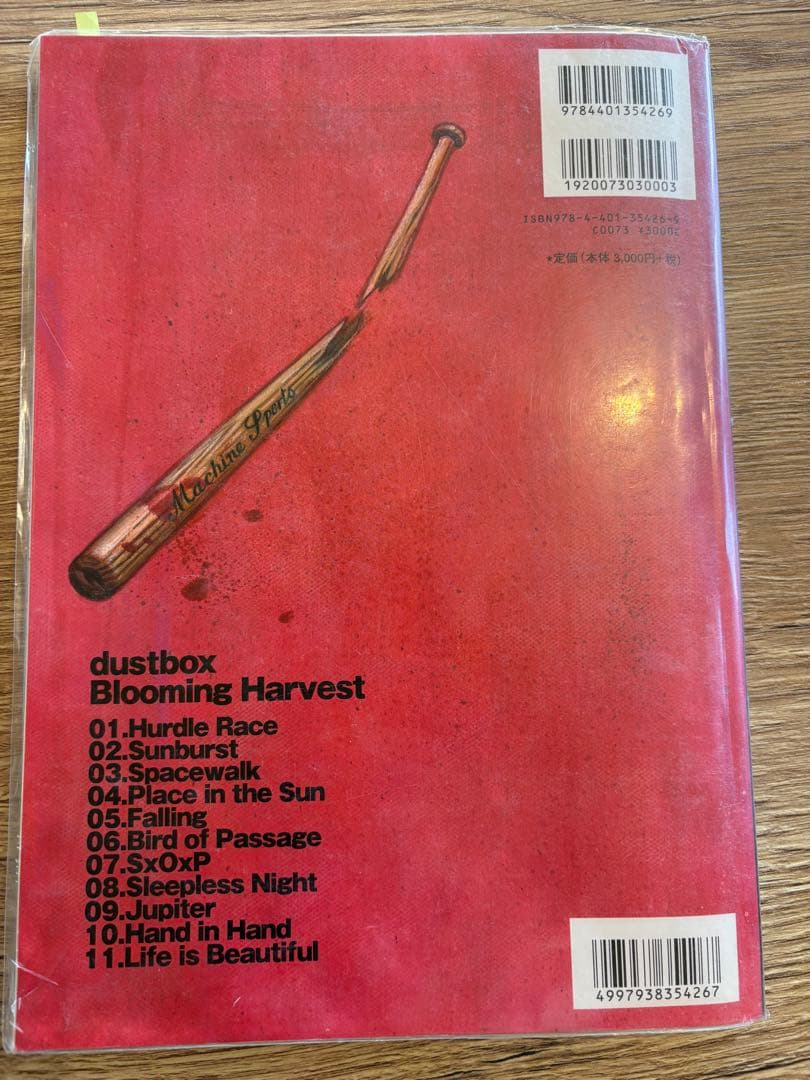 9784401354269
1920073030003
ISBN978-4-401-35426-9
C0073 ¥3000E
*定価(本体 3,000円+税)
Machine Sports
dustbox
Blooming Harvest
01.Hurdle Race
02.Sunburst
03.Spacewalk
04.Place in the Sun
05.Falling
06.Bird of Passage
07.SxOxP
08.Sleepless Night
09.Jupiter
10.Hand in Hand
11.Life is Beautiful
4997938354267